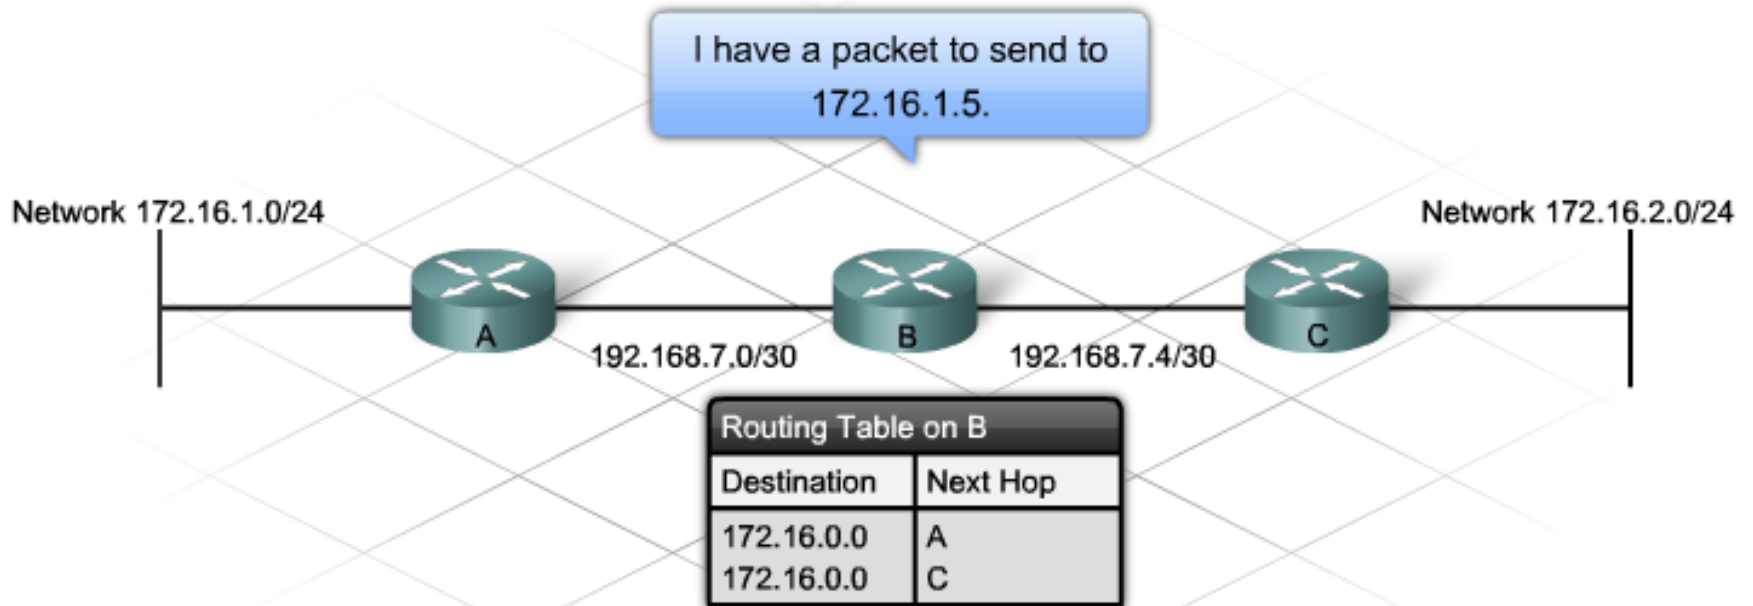 I have a packet to send to
172.16.1.5.
Network 172.16.1.0/24
Network 172.16.2.0/24
A
B
C
192.168.7.0/30
192.168.7.4/30
Routing Table on B
Destination Next Hop
172.16.0.0 A
172.16.0.0 C